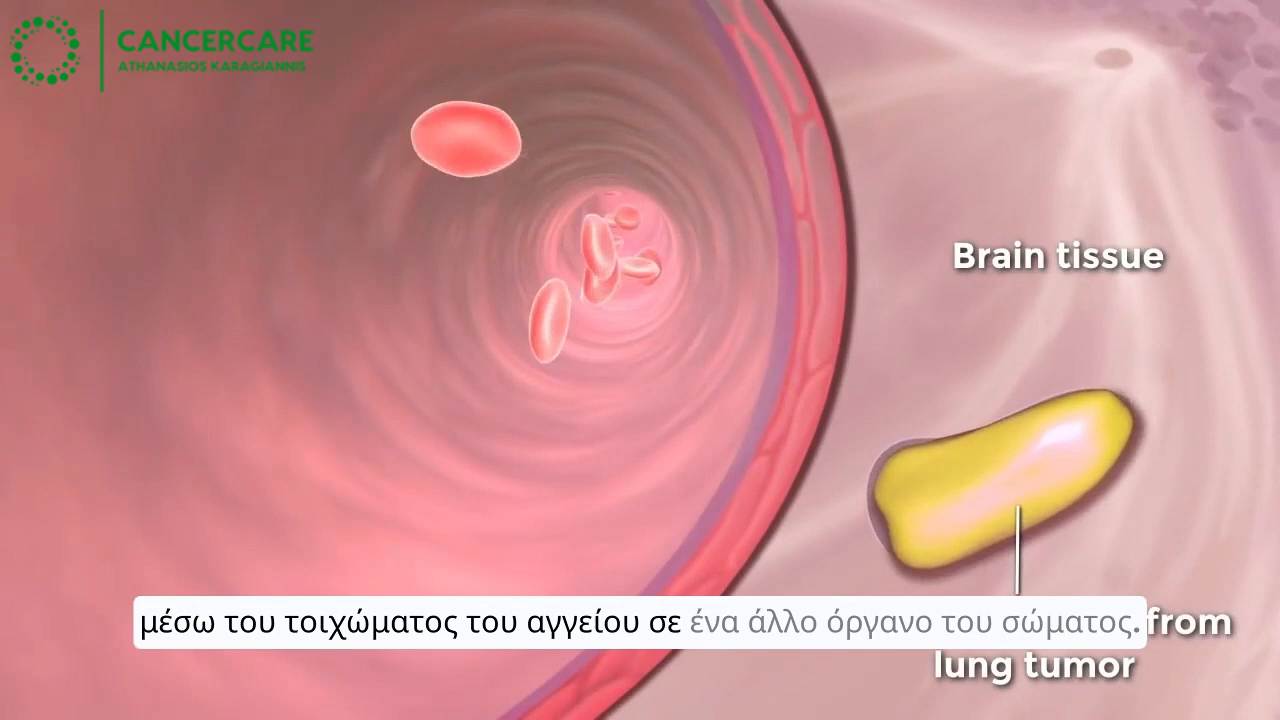 CANCERCARE
ATHANASIOS KARAGIANNIS
Brain tissue
μέσω του τοιχώματος του αγγείου σε ένα άλλο όργανο του σώματος.
from
lung tumor